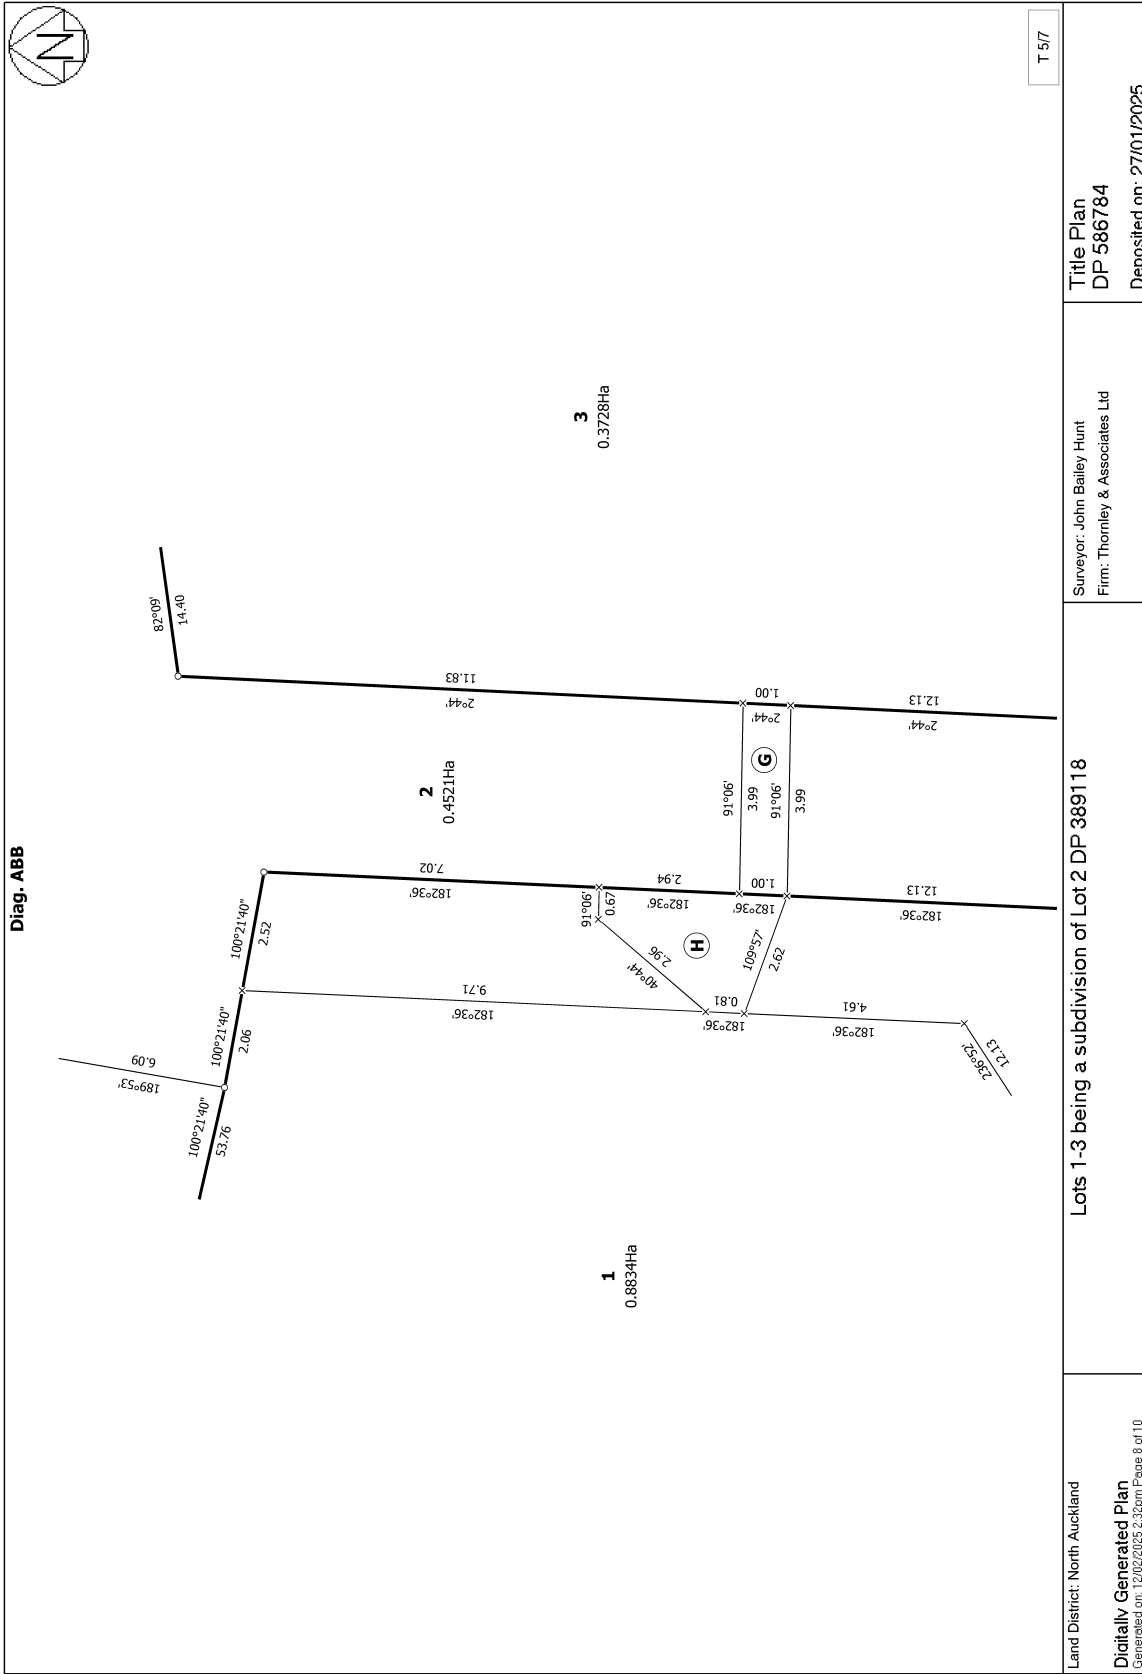 Diag. ABB
N
T 5/7
82°09'
14.40
11.83
2°44'
3
0.3728Ha
2
0.4521Ha
1.00
2°44'
12.13
2°44'
G
91°06'
3.99
91°06'
3.99
7.02
182°36'
100°21'40"
2.52
91°06'
0.67
2.94
182°36'
1.00
182°36'
12.13
182°36'
H
2.96
40°44'
109°57'
2.62
0.81
182°36'
9.71
182°36'
4.61
182°36'
100°21'40"
2.06
6.09
189°53'
100°21'40"
53.76
236°52'
12.13
1
0.8834Ha
Land District: North Auckland
Digitally Generated Plan
Generated on: 12/02/2025 2:32pm Page 8 of 10
Lots 1-3 being a subdivision of Lot 2 DP 389118
Surveyor: John Bailey Hunt
Firm: Thornley & Associates Ltd
Title Plan
DP 586784
Deposited on: 27/01/2025